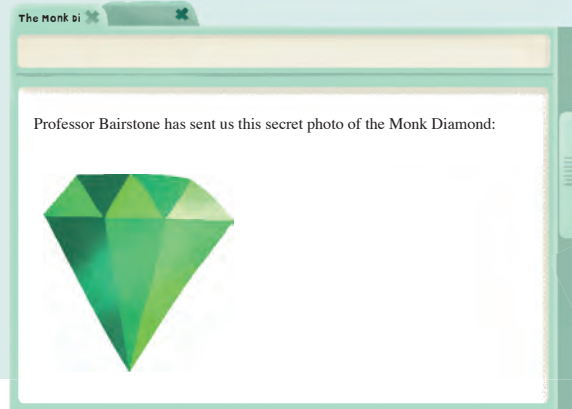 The Monk Di
Professor Bairstone has sent us this secret photo of the Monk Diamond: